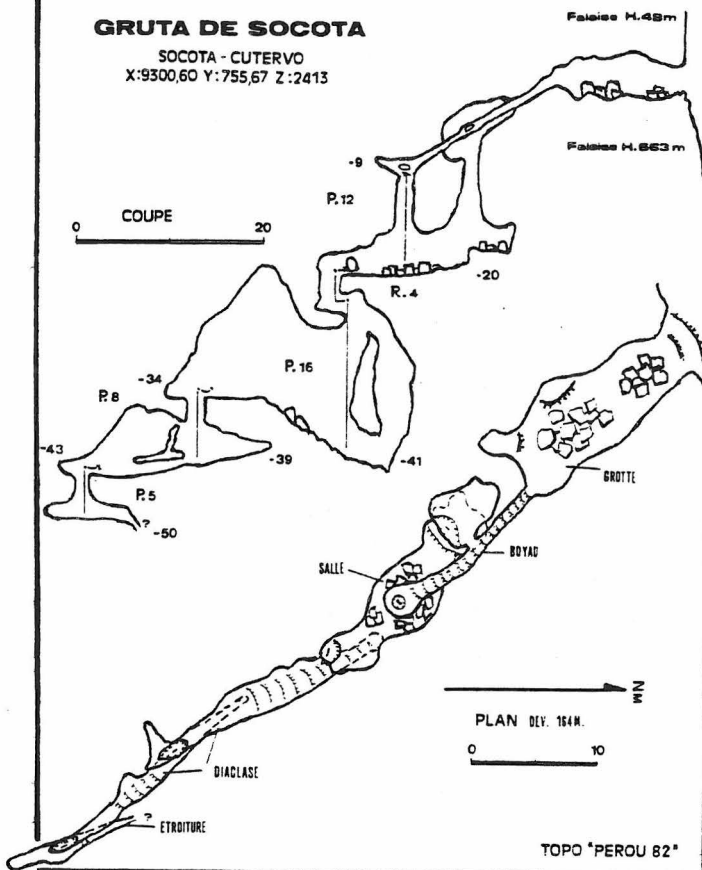 GRUTA DE SOCOTA
SOCOTA - CUTERVO
X:9300,60 Y:755,67 Z:2413
Falaise H.49m
Falaise H.663m
-9
P.12
COUPE
0 20
-20
R.4
-34
P.16
P.8
-43
-39
-41
P.5
? -50
GROTTE
BOYAU
SALLE
NM
PLAN DEV. 164M.
0 10
DIACLASE
?
ETROITURE
TOPO "PEROU 82"